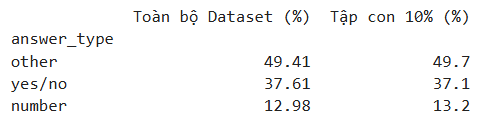 Toàn bộ Dataset (%) Tập con 10% (%)
answer_type
other 49.41 49.7
yes/no 37.61 37.1
number 12.98 13.2